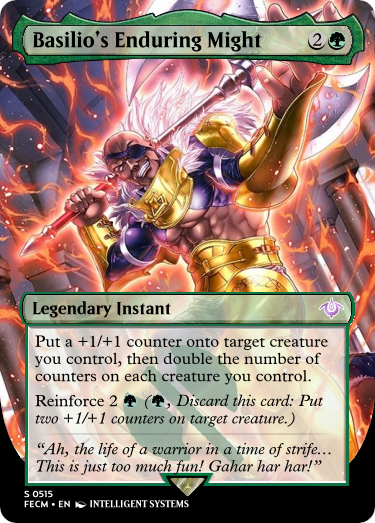 Basilio's Enduring Might 2
Legendary Instant
Put a +1/+1 counter onto target creature
you control, then double the number of
counters on each creature you control.
Reinforce 2 (, Discard this card: Put
two +1/+1 counters on target creature.)
“Ah, the life of a warrior in a time of strife…
This is just too much fun! Gahar har har!”
S 0515
FECM • EN INTELLIGENT SYSTEMS